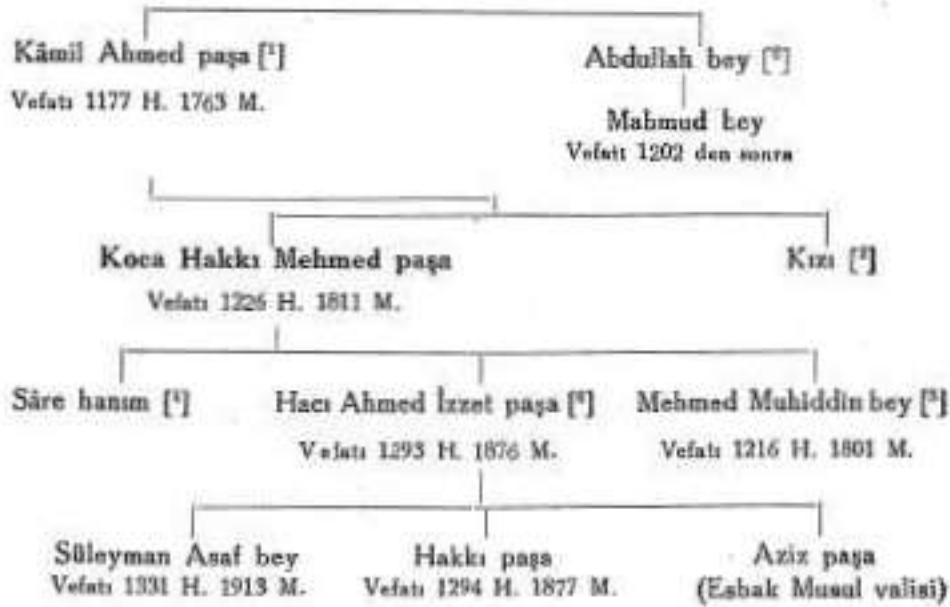 Kâmil Ahmed paşa [¹] Abdullah bey [²]
Vefatı 1177 H. 1763 M.
Mahmud bey
Vefatı 1202 den sonra
Koca Hakkı Mehmed paşa Kızı [³]
Vefatı 1226 H. 1811 M.
Sâre hanım [⁴] Hacı Ahmed İzzet paşa [⁶] Mehmed Muhiddin bey [⁵]
Vefatı 1293 H. 1876 M. Vefatı 1216 H. 1801 M.
Süleyman Asaf bey Hakkı paşa Aziz paşa
Vefatı 1331 H. 1913 M. Vefatı 1294 H. 1877 M. (Esbak Musul valisi)